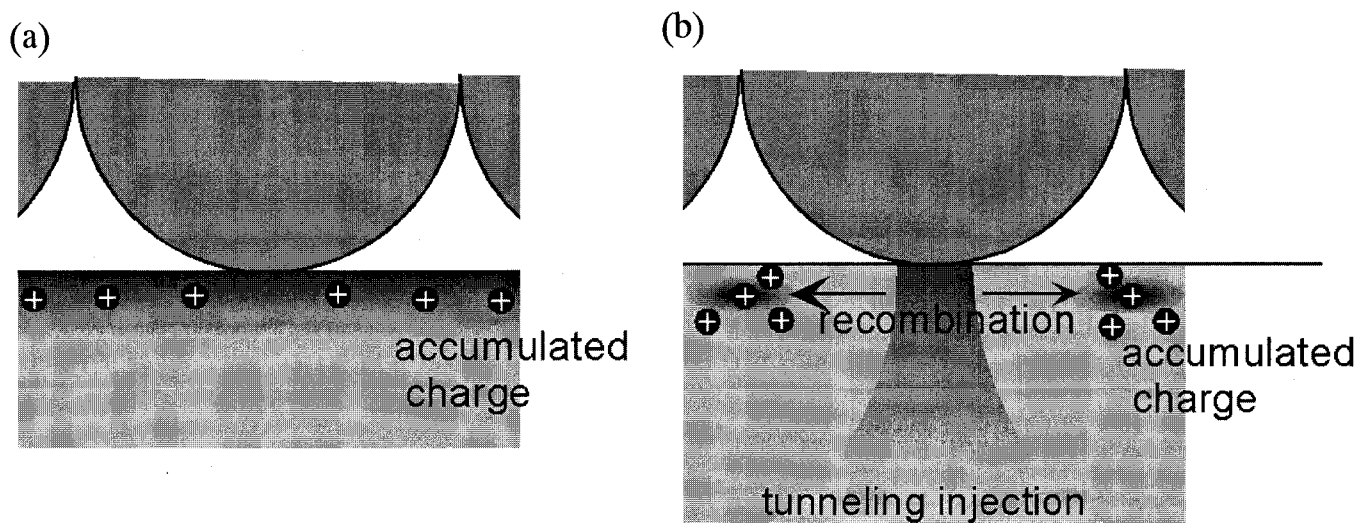 (a)
(b)
+ + + + + +
accumulated
charge
+ + + +
+ + + +
recombination
accumulated
charge
tunneling injection